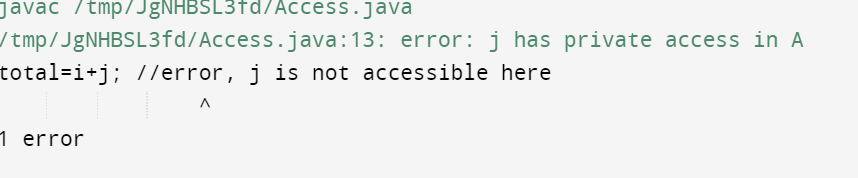 javac /tmp/JgNHBSL3fd/Access.java
/tmp/JgNHBSL3fd/Access.java:13: error: j has private access in A
total=i+j; //error, j is not accessible here
^
1 error